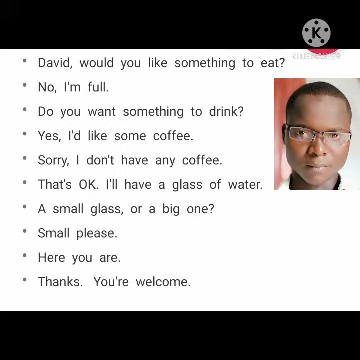 David, would you like something to eat?
No, I'm full.
Do you want something to drink?
Yes, I'd like some coffee.
Sorry, I don't have any coffee.
That's OK. I'll have a glass of water.
A small glass, or a big one?
Small please.
Here you are.
Thanks. You're welcome.